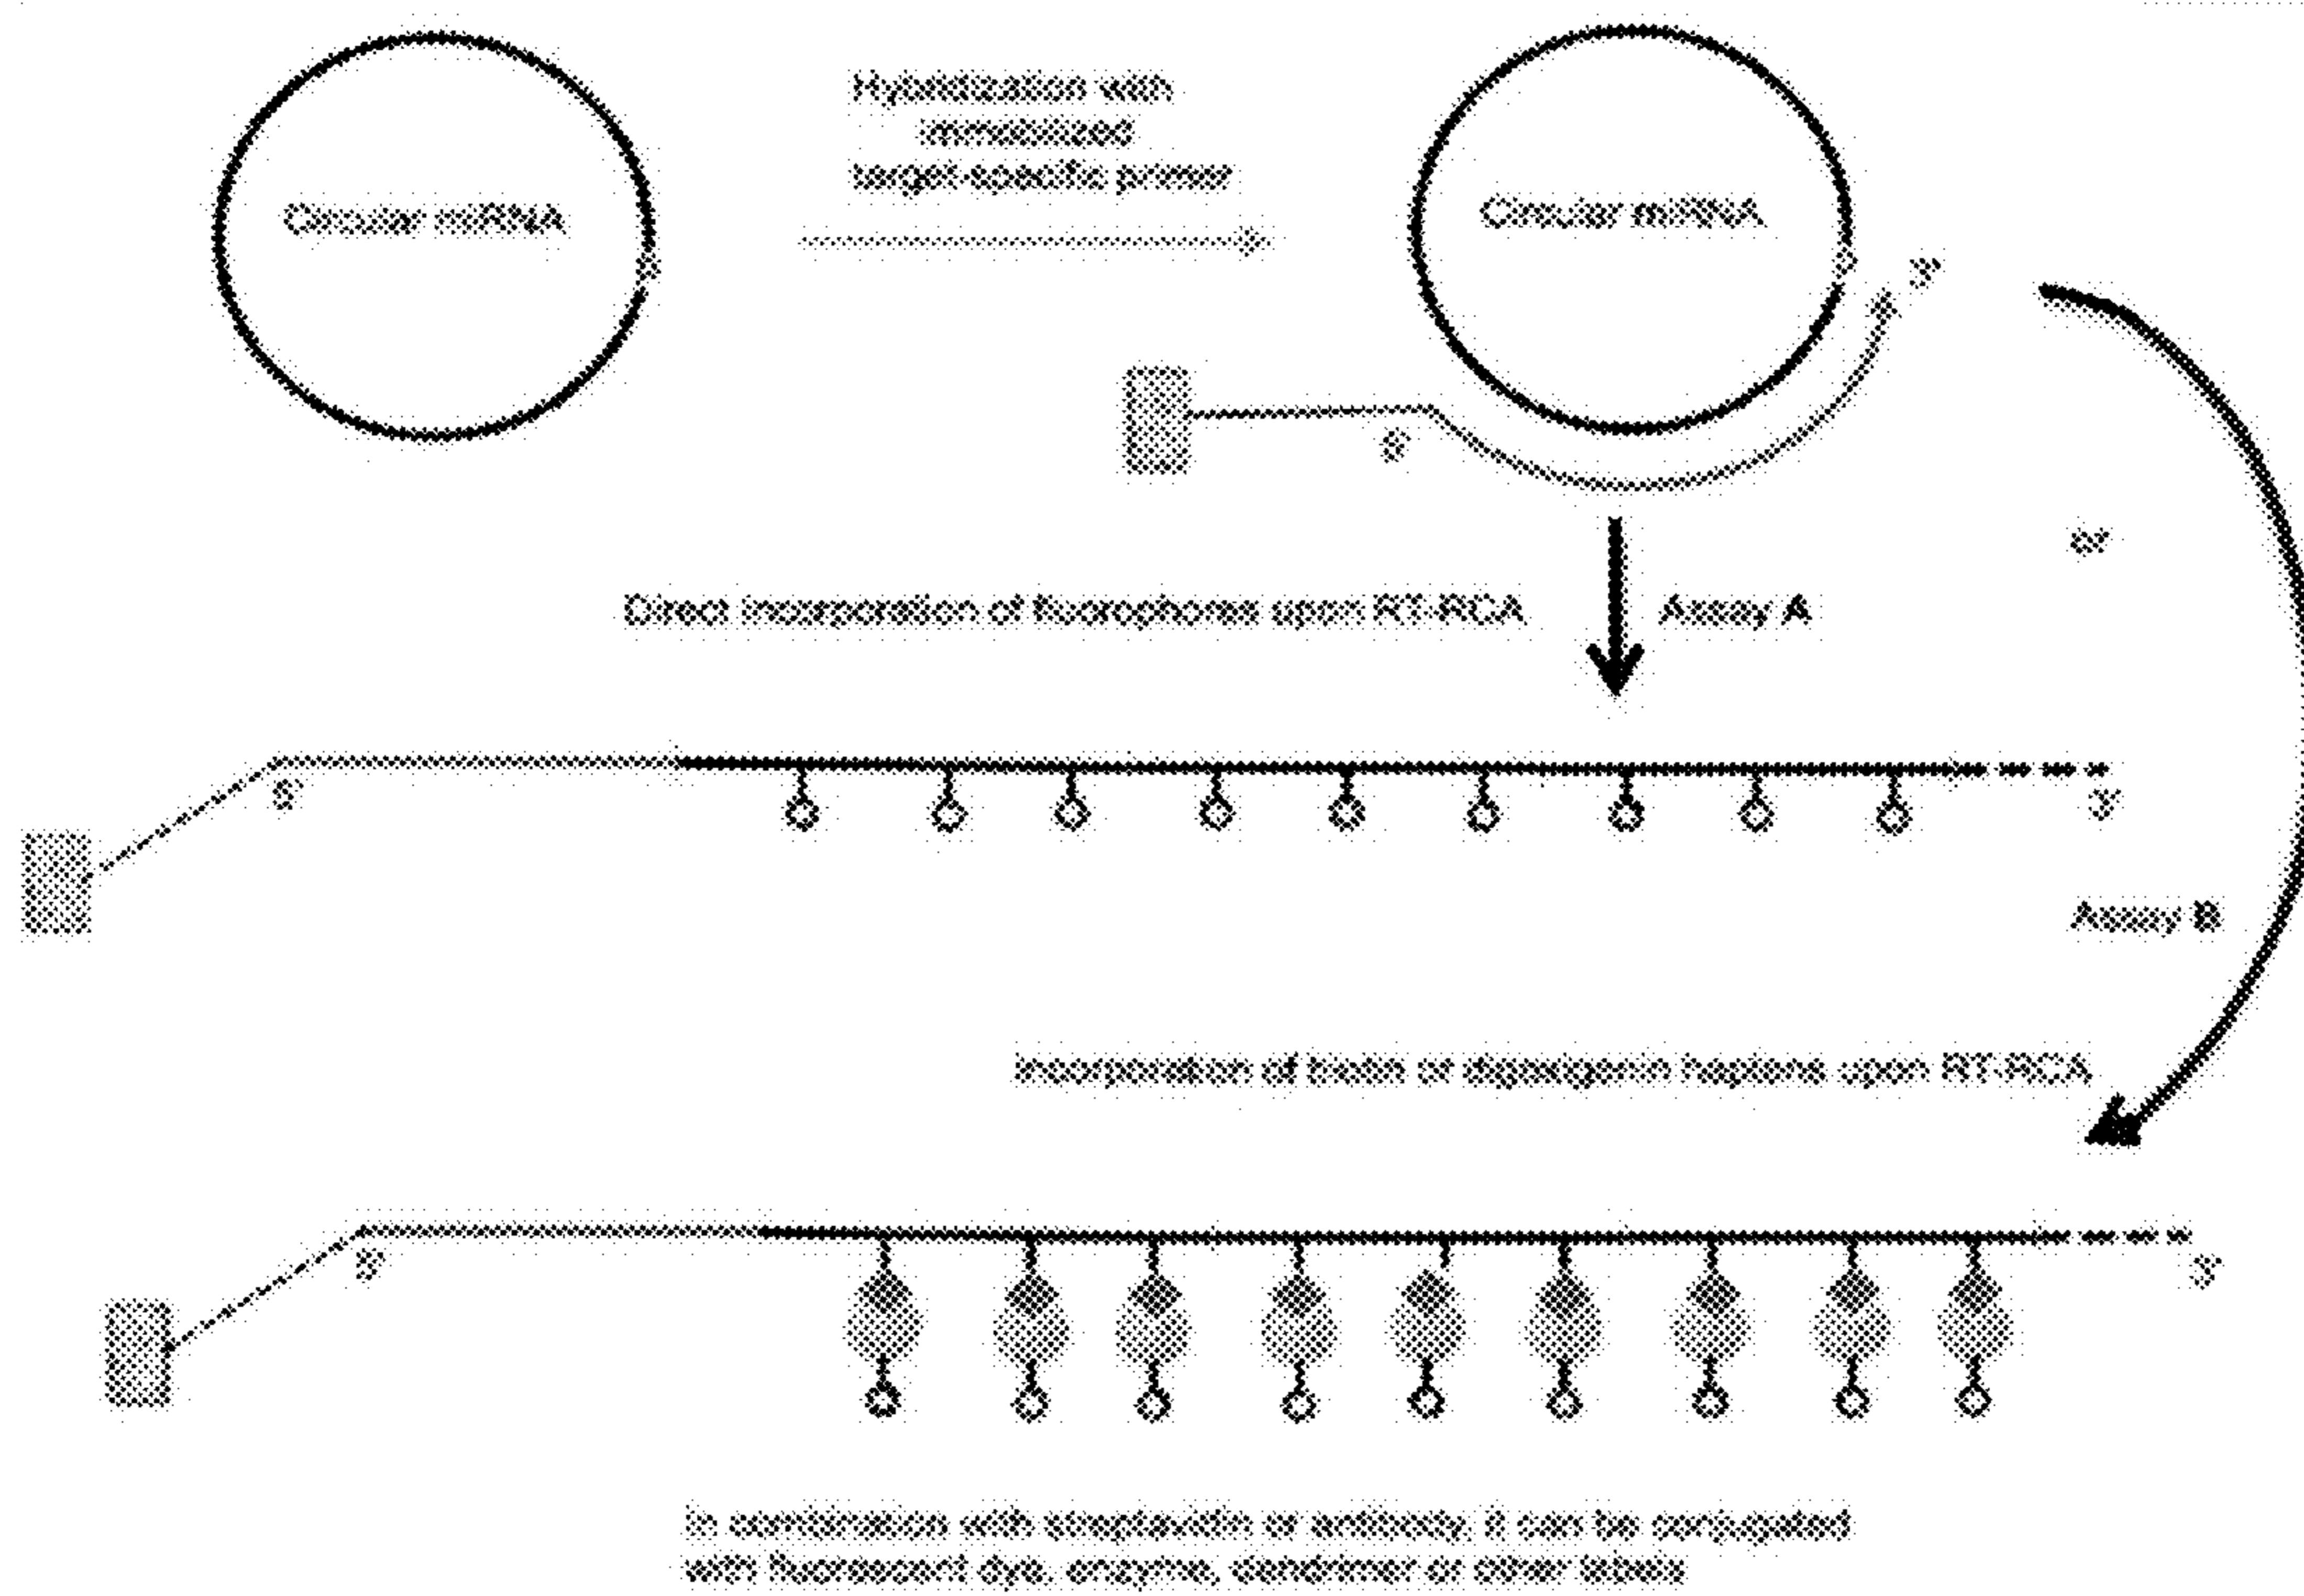 Circular miRNA
Hybridization with
immobilized
target-specific primer
Circular miRNA
3'
5'
or
Direct incorporation of fluorophores upon RT-RCA
Assay A
5'
3'
Assay B
Incorporation of biotin or digoxigenin haptens upon RT-RCA
5'
3'
In combination with streptavidin or antibody, it can be conjugated
with fluorescent dye, enzyme, dendrimer or other labels